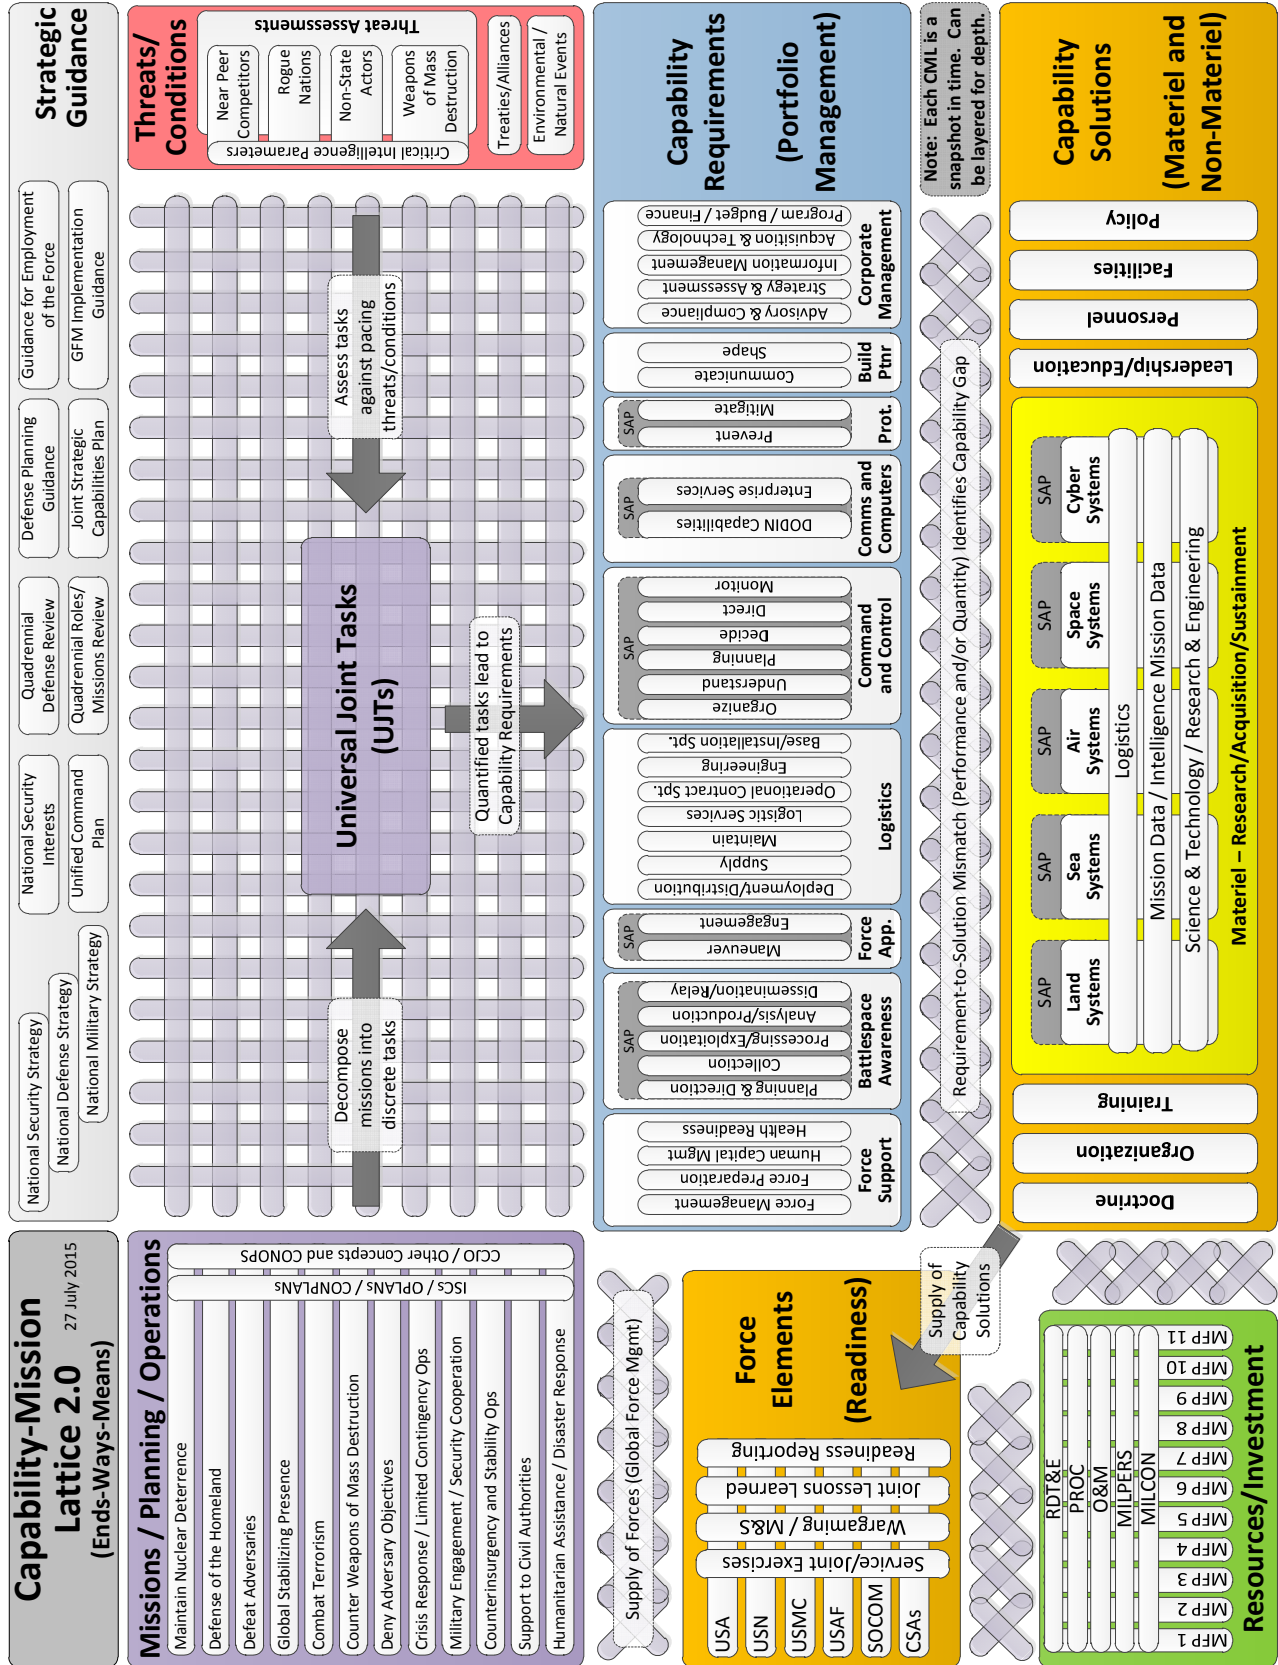 Capability-Mission
Lattice 2.0
27 July 2015
(Ends-Ways-Means)
Strategic
Guidance
National Security Strategy
National Defense Strategy
National Military Strategy
National Security
Interests
Unified Command
Plan
Quadrennial
Defense Review
Quadrennial Roles/
Missions Review
Defense Planning
Guidance
Joint Strategic
Capabilities Plan
Guidance for Employment
of the Force
GFM Implementation
Guidance
Missions / Planning / Operations
Maintain Nuclear Deterrence
Defense of the Homeland
Defeat Adversaries
Global Stabilizing Presence
Combat Terrorism
Counter Weapons of Mass Destruction
Deny Adversary Objectives
Crisis Response / Limited Contingency Ops
Military Engagement / Security Cooperation
Counterinsurgency and Stability Ops
Support to Civil Authorities
Humanitarian Assistance / Disaster Response
ISCs / OPLANs / CONPLANs
CCJO / Other Concepts and CONOPS
Decompose
missions into
discrete tasks
Universal Joint Tasks
(UJTs)
Assess tasks
against pacing
threats/conditions
Quantified tasks lead to
Capability Requirements
Threats/
Conditions
Threat Assessments
Near Peer
Competitors
Rogue
Nations
Non-State
Actors
Weapons
of Mass
Destruction
Critical Intelligence Parameters
Treaties/Alliances
Environmental /
Natural Events
Capability
Requirements
(Portfolio
Management)
Force
Support
Force Management
Force Preparation
Human Capital Mgmt
Health Readiness
Battlespace
Awareness
SAP
Planning & Direction
Collection
Processing/Exploitation
Analysis/Production
Dissemination/Relay
Force
App.
SAP
Maneuver
Engagement
Logistics
Deployment/Distribution
Supply
Maintain
Logistic Services
Operational Contract Spt.
Engineering
Base/Installation Spt.
Command
and Control
SAP
Organize
Understand
Planning
Decide
Direct
Monitor
Comms and
Computers
SAP
DODIN Capabilities
Enterprise Services
Prot.
SAP
Prevent
Mitigate
Build
Ptnr
Communicate
Shape
Corporate
Management
Advisory & Compliance
Strategy & Assessment
Information Management
Acquisition & Technology
Program / Budget / Finance
Supply of Forces (Global Force Mgmt)
Requirement-to-Solution Mismatch (Performance and/or Quantity) Identifies Capability Gap
Note:  Each CML is a
snapshot in time.  Can
be layered for depth.
Force
Elements
(Readiness)
USA
USN
USMC
USAF
SOCOM
CSAs
Service/Joint Exercises
Wargaming / M&S
Joint Lessons Learned
Readiness Reporting
Supply of
Capability
Solutions
Capability
Solutions
(Materiel and
Non-Materiel)
Doctrine
Organization
Training
Leadership/Education
Personnel
Facilities
Policy
SAP
Land
Systems
SAP
Sea
Systems
SAP
Air
Systems
SAP
Space
Systems
SAP
Cyber
Systems
Logistics
Mission Data / Intelligence Mission Data
Science & Technology / Research & Engineering
Materiel – Research/Acquisition/Sustainment
RDT&E
PROC
O&M
MILPERS
MILCON
MFP 1
MFP 2
MFP 3
MFP 4
MFP 5
MFP 6
MFP 7
MFP 8
MFP 9
MFP 10
MFP 11
Resources/Investment